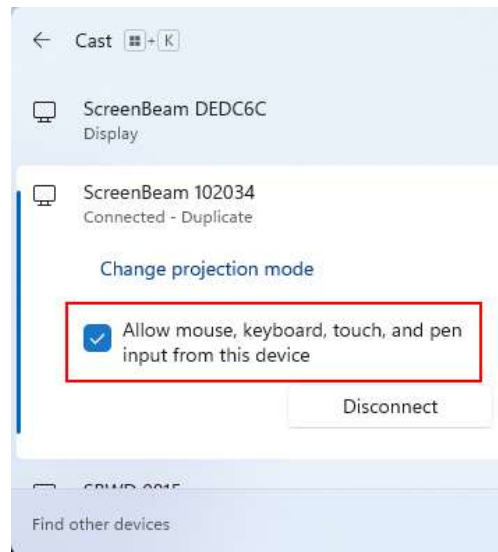 Cast + K
ScreenBeam DEDC6C
Display
ScreenBeam 102034
Connected - Duplicate
Change projection mode
Allow mouse, keyboard, touch, and pen
input from this device
Disconnect
Find other devices